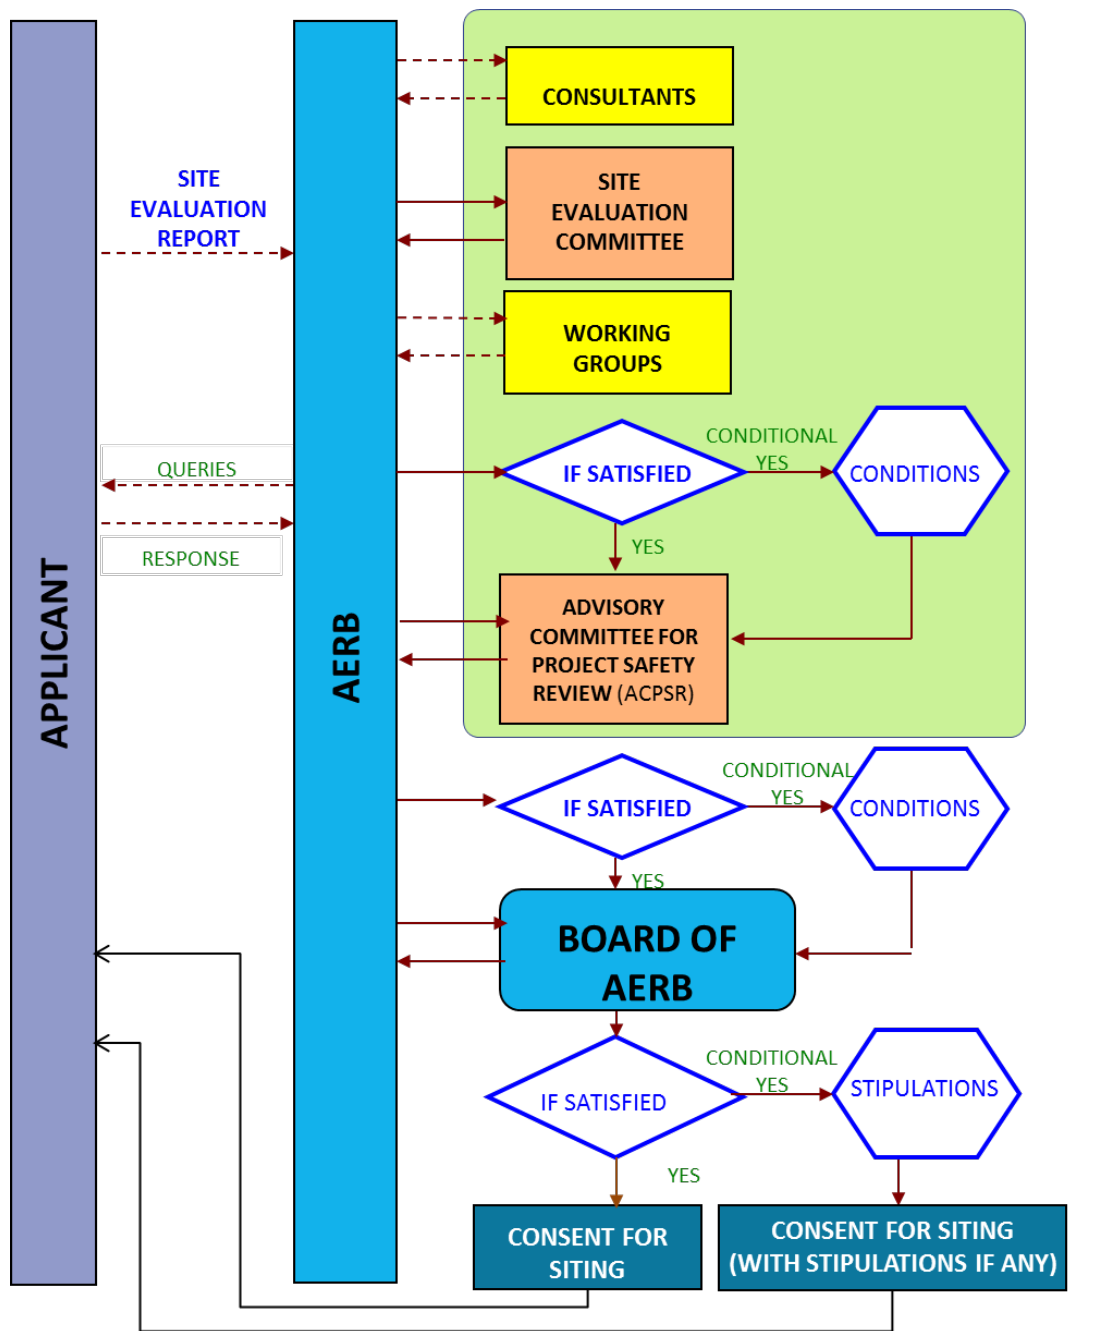 CONSULTANTS
SITE
EVALUATION
REPORT
SITE
EVALUATION
COMMITTEE
WORKING
GROUPS
QUERIES
RESPONSE
APPLICANT
AERB
IF SATISFIED
CONDITIONAL
YES
CONDITIONS
YES
ADVISORY
COMMITTEE FOR
PROJECT SAFETY
REVIEW (ACPSR)
IF SATISFIED
CONDITIONAL
YES
CONDITIONS
YES
BOARD OF
AERB
IF SATISFIED
CONDITIONAL
YES
STIPULATIONS
YES
CONSENT FOR
SITING
CONSENT FOR SITING
(WITH STIPULATIONS IF ANY)